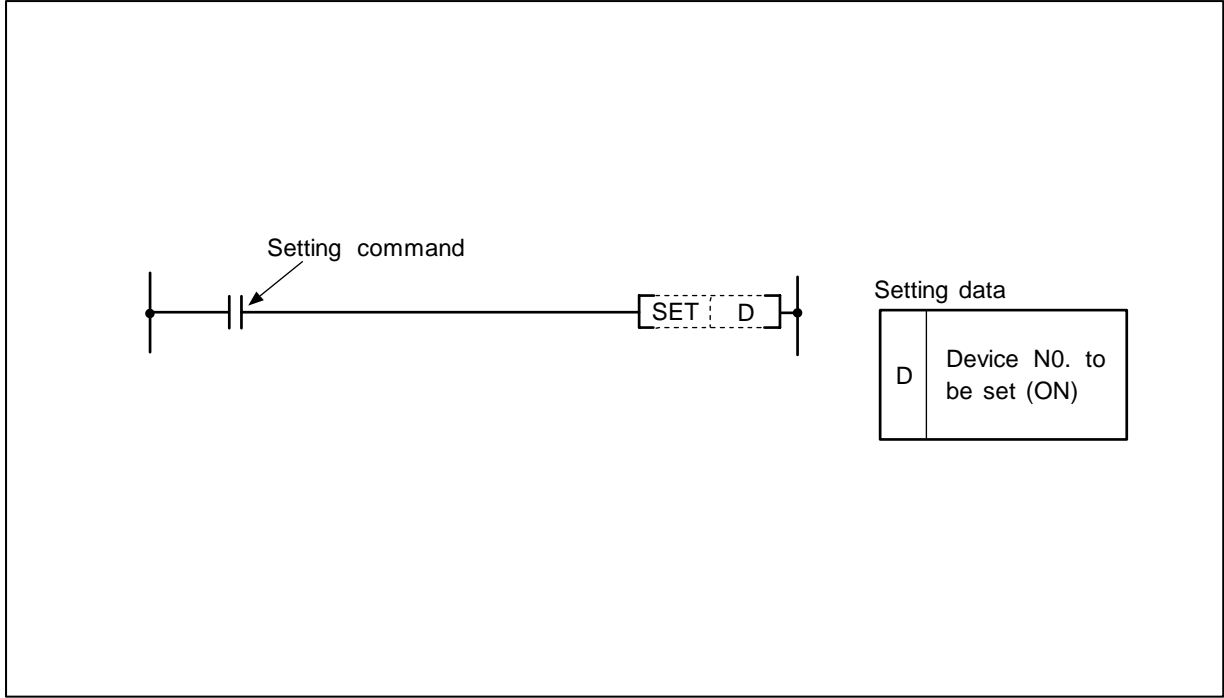 Setting command
SET D
Setting data
D
Device N0. to
be set (ON)